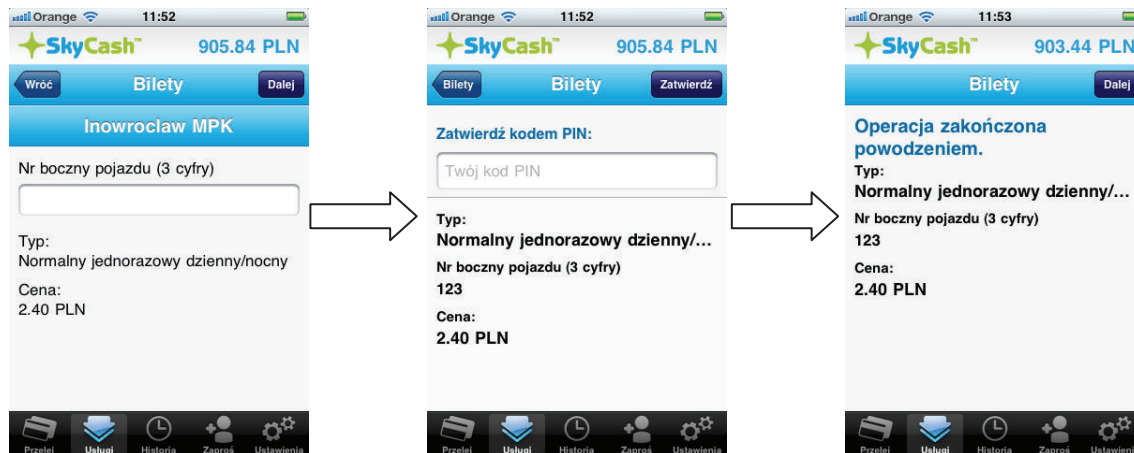 Orange 11:52
SkyCash™ 905.84 PLN
Wróć Bilety Dalej
Inowroclaw MPK
Nr boczny pojazdu (3 cyfry)
Typ:
Normalny jednorazowy dzienny/nocny
Cena:
2.40 PLN
Przelej Usługi Historia Zaproś Ustawienia
Orange 11:52
SkyCash™ 905.84 PLN
Bilety Bilety Zatwierdź
Zatwierdź kodem PIN:
Twój kod PIN
Typ:
Normalny jednorazowy dzienny/...
Nr boczny pojazdu (3 cyfry)
123
Cena:
2.40 PLN
Przelej Usługi Historia Zaproś Ustawienia
Orange 11:53
SkyCash™ 903.44 PLN
Bilety Dalej
Operacja zakończona
powodzeniem.
Typ:
Normalny jednorazowy dzienny/...
Nr boczny pojazdu (3 cyfry)
123
Cena:
2.40 PLN
Przelej Usługi Historia Zaproś Ustawienia